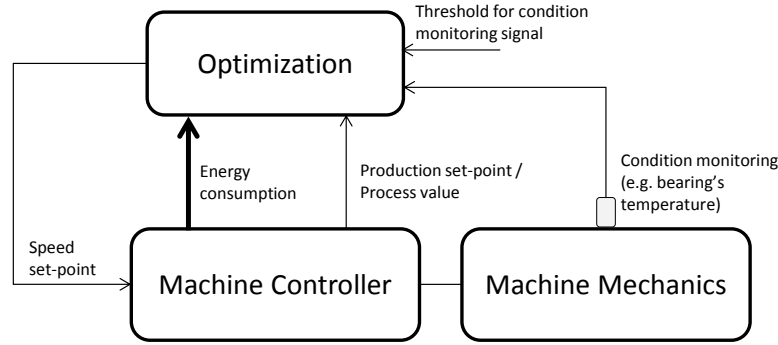 Threshold for condition
monitoring signal
Optimization
Energy
consumption
Production set-point /
Process value
Condition monitoring
(e.g. bearing's
temperature)
Speed
set-point
Machine Controller
Machine Mechanics